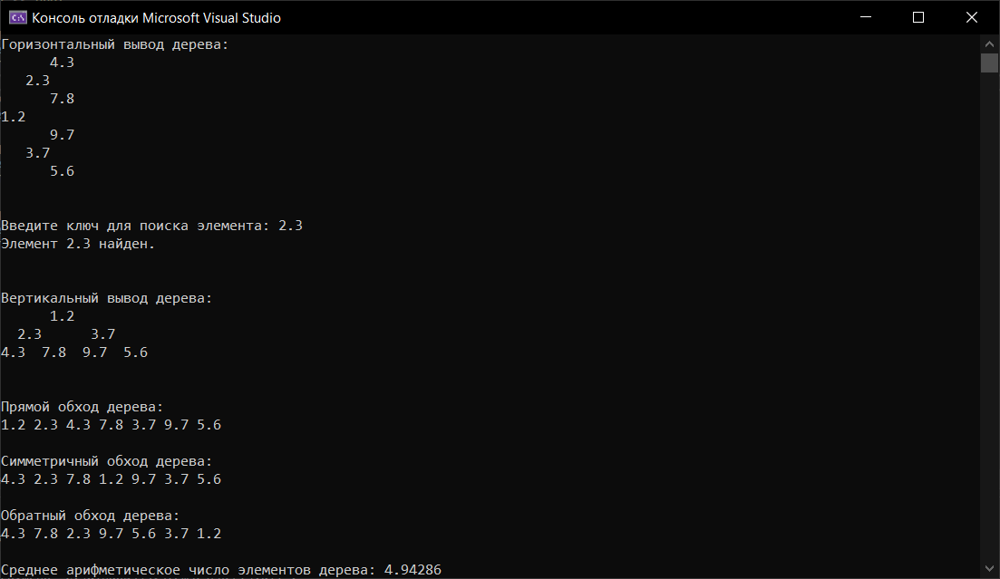 Консоль отладки Microsoft Visual Studio
Горизонтальный вывод дерева:
4.3
2.3
7.8
1.2
9.7
3.7
5.6
Введите ключ для поиска элемента: 2.3
Элемент 2.3 найден.
Вертикальный вывод дерева:
1.2
2.3 3.7
4.3 7.8 9.7 5.6
Прямой обход дерева:
1.2 2.3 4.3 7.8 3.7 9.7 5.6
Симметричный обход дерева:
4.3 2.3 7.8 1.2 9.7 3.7 5.6
Обратный обход дерева:
4.3 7.8 2.3 9.7 5.6 3.7 1.2
Среднее арифметическое число элементов дерева: 4.94286